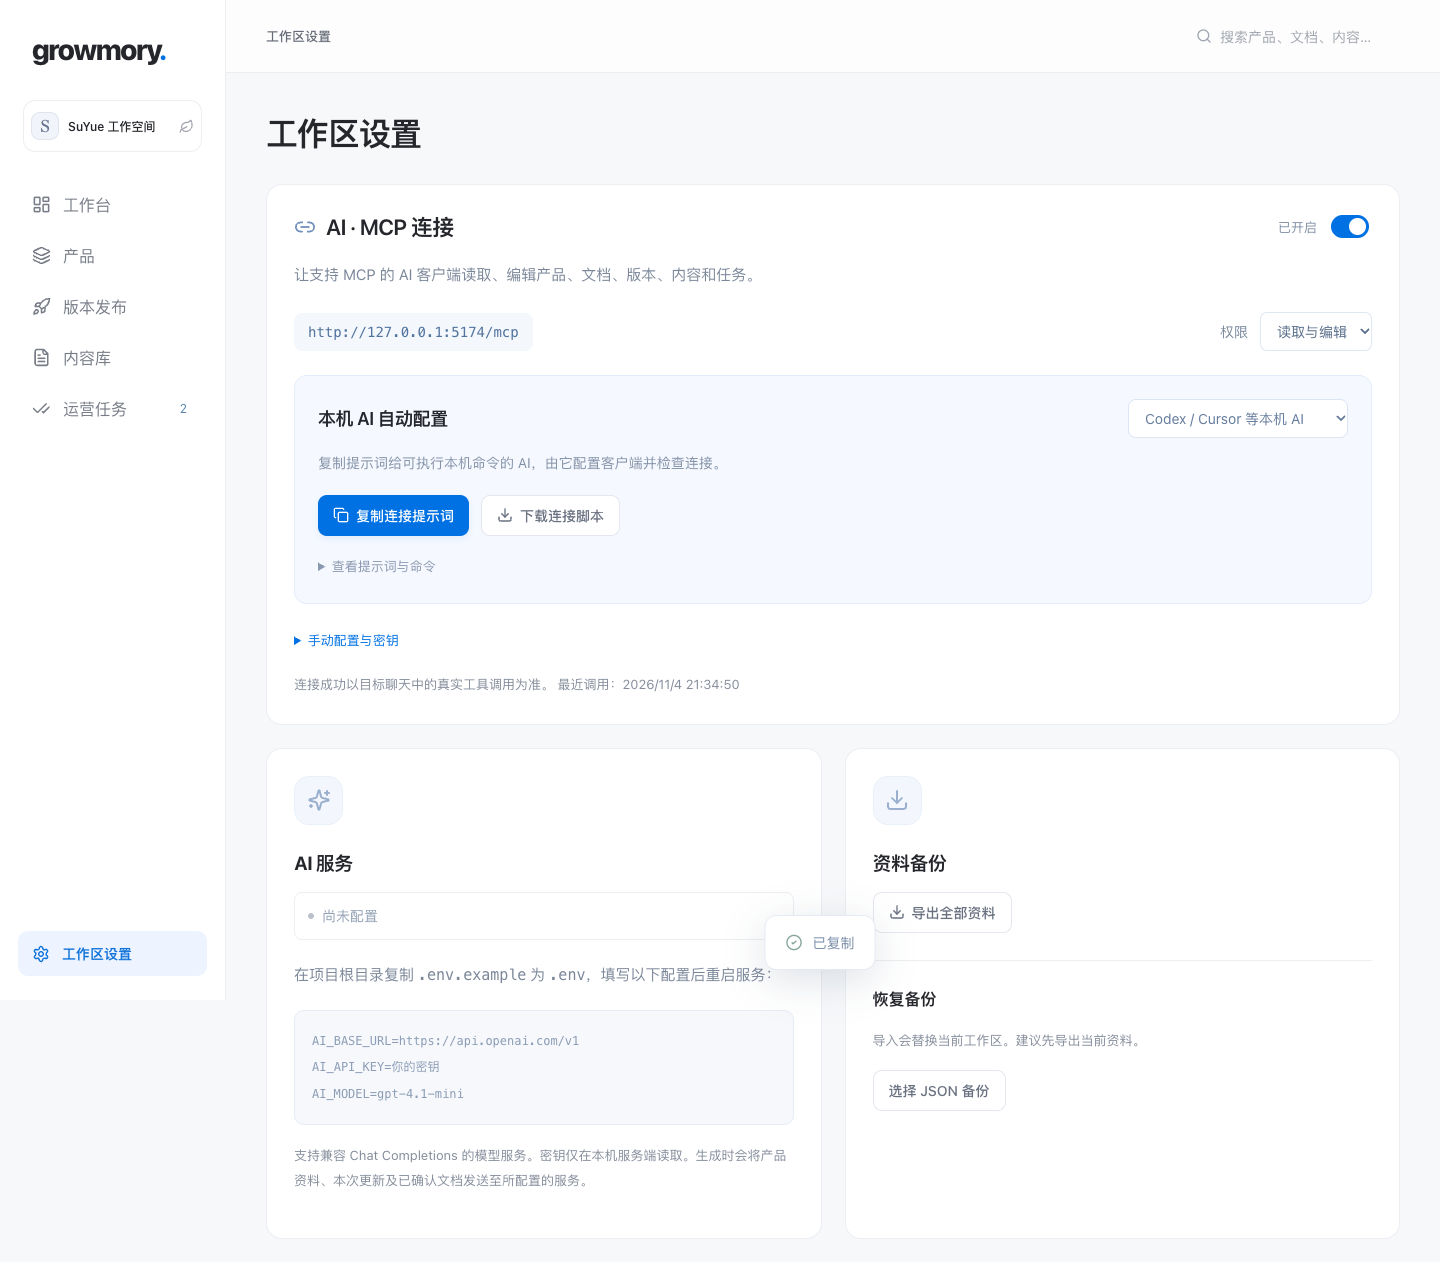 growmory.
S SuYue 工作空间
工作台
产品
版本发布
内容库
运营任务 2
工作区设置
工作区设置
搜索产品、文档、内容...
工作区设置
AI · MCP 连接
已开启
让支持 MCP 的 AI 客户端读取、编辑产品、文档、版本、内容和任务。
http://127.0.0.1:5174/mcp
权限 读取与编辑
本机 AI 自动配置
Codex / Cursor 等本机 AI
复制提示词给可执行本机命令的 AI，由它配置客户端并检查连接。
复制连接提示词
下载连接脚本
查看提示词与命令
手动配置与密钥
连接成功以目标聊天中的真实工具调用为准。 最近调用：2026/11/4 21:34:50
AI 服务
尚未配置
在项目根目录复制 .env.example 为 .env，填写以下配置后重启服务：
AI_BASE_URL=https://api.openai.com/v1
AI_API_KEY=你的密钥
AI_MODEL=gpt-4.1-mini
支持兼容 Chat Completions 的模型服务。密钥仅在本机服务端读取。生成时会将产品
资料、本次更新及已确认文档发送至所配置的服务。
已复制
资料备份
导出全部资料
恢复备份
导入会替换当前工作区。建议先导出当前资料。
选择 JSON 备份